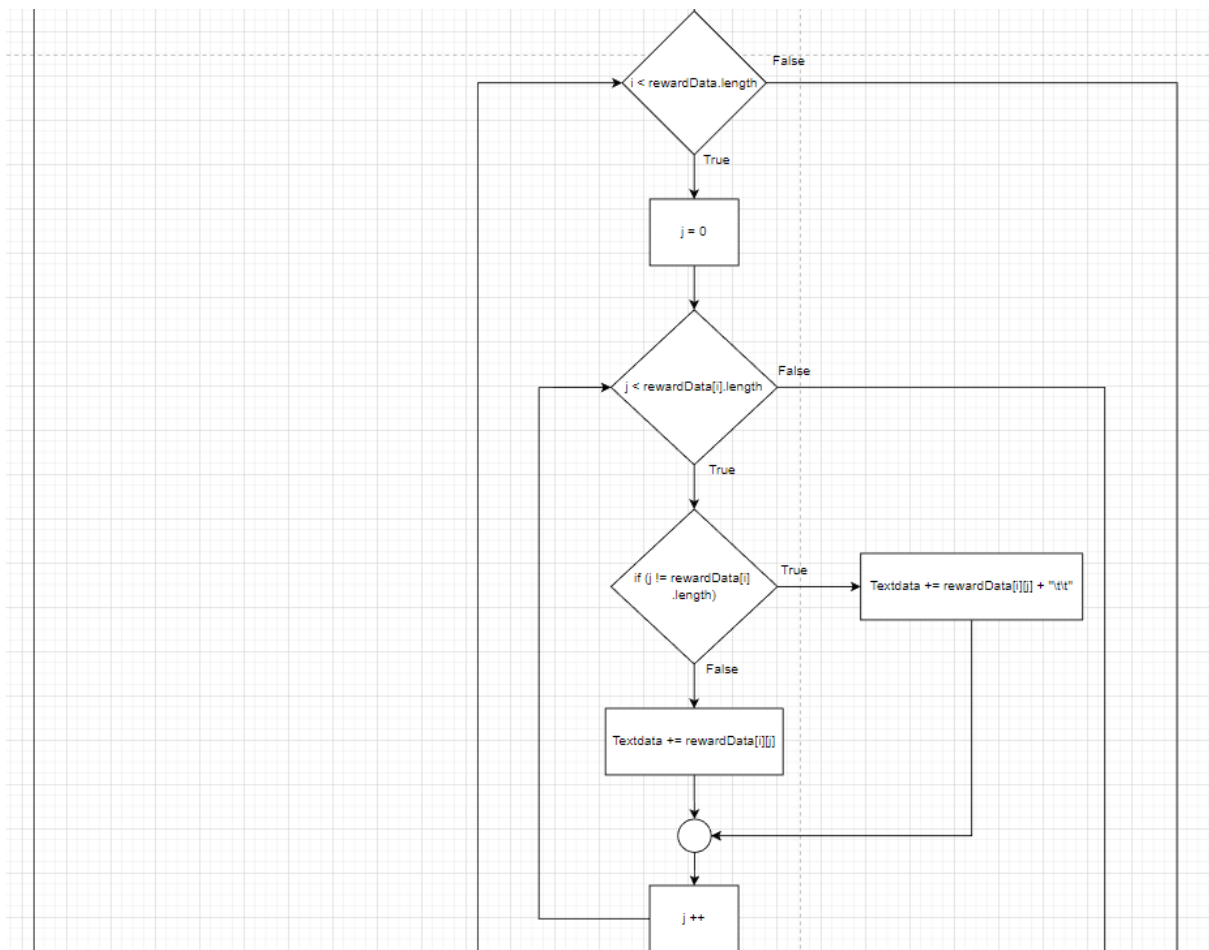 False
i < rewardData.length
True
j = 0
False
j < rewardData[i].length
True
if (j != rewardData[i]
.length)
True
Textdata += rewardData[i][j] + "\t\t"
False
Textdata += rewardData[i][j]
j ++